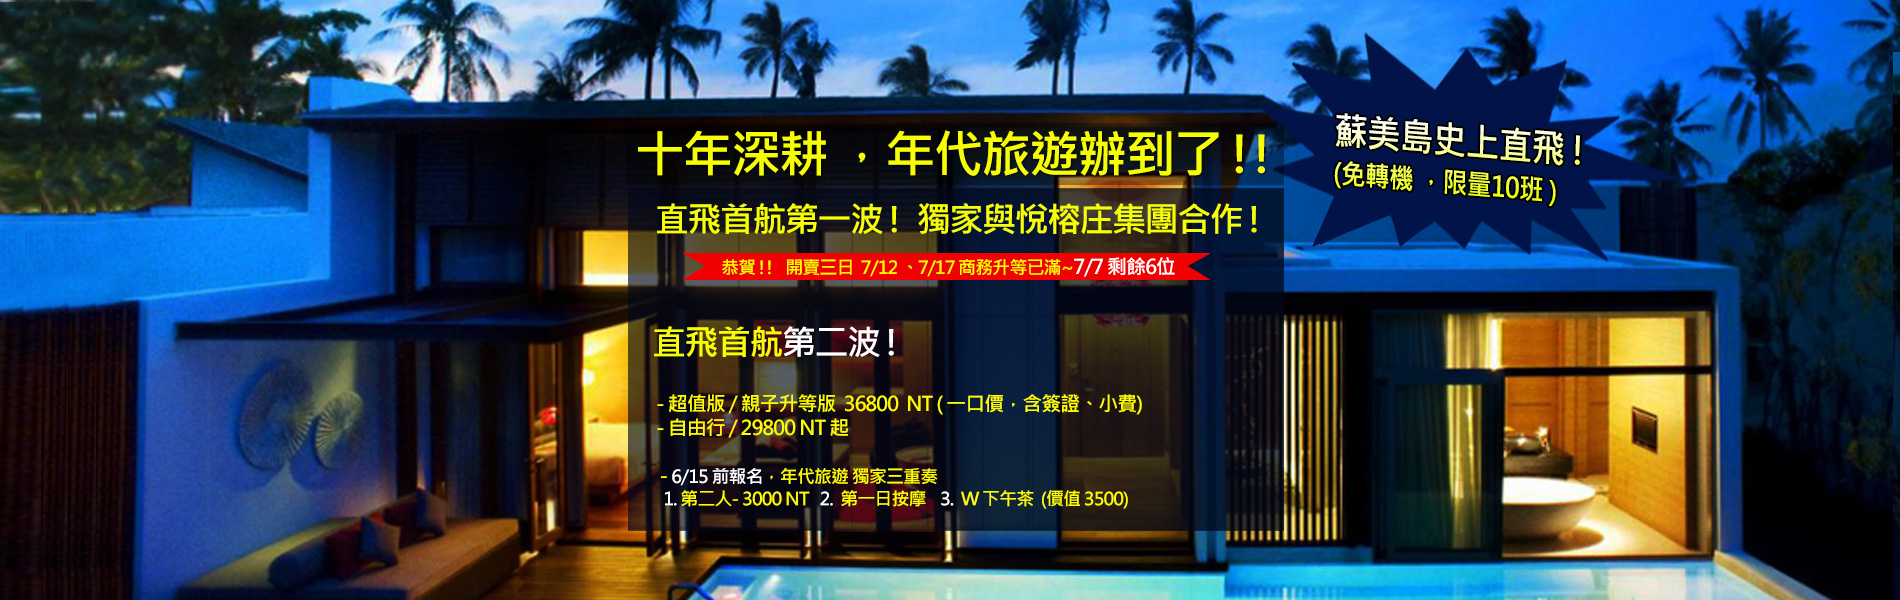 十年深耕 ，年代旅遊辦到了!!
蘇美島史上直飛！
(免轉機 ，限量10班)
直飛首航第一波！ 獨家與悅榕庄集團合作！
恭賀!! 開賣三日 7/12 、7/17 商務升等已滿~7/7 剩餘6位
直飛首航第二波！
- 超值版 / 親子升等版 36800 NT ( 一口價，含簽證、小費)
- 自由行 / 29800 NT 起
- 6/15 前報名，年代旅遊 獨家三重奏
1. 第二人- 3000 NT 2. 第一日按摩 3. W 下午茶 (價值 3500)